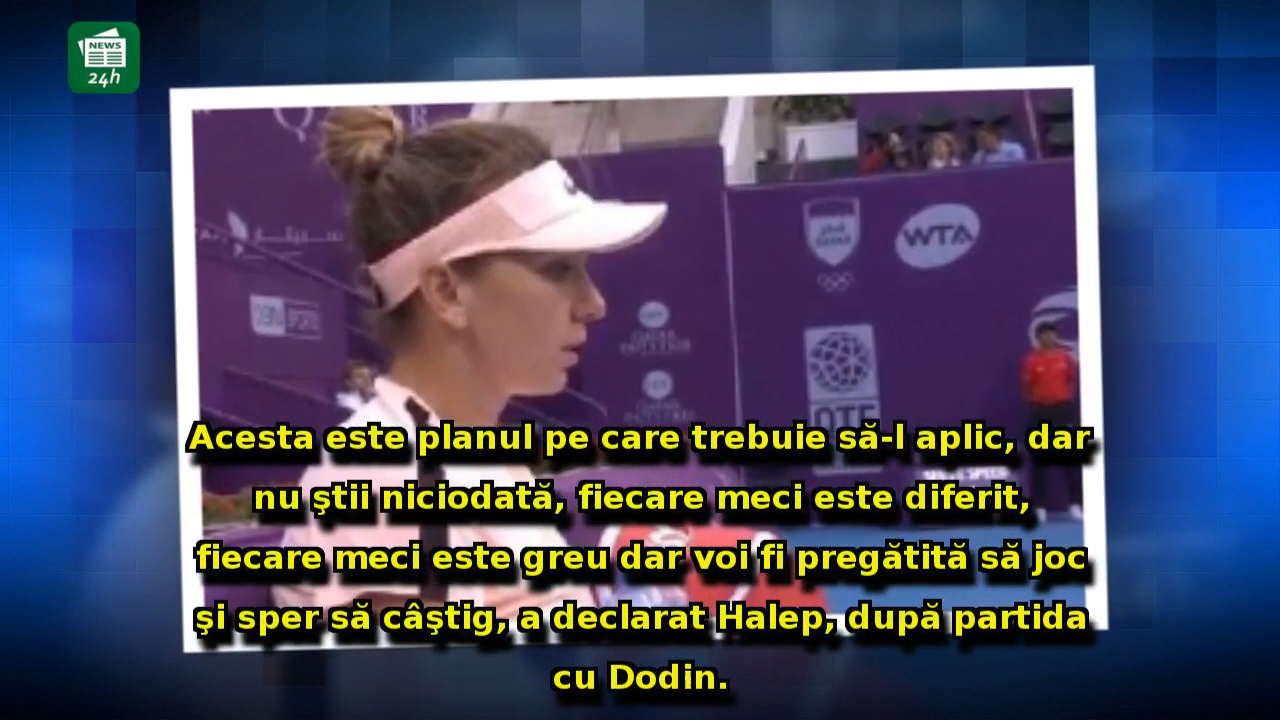 NEWS
24h
WTA
QTF
Acesta este planul pe care trebuie să-l aplic, dar
nu ştii niciodată, fiecare meci este diferit,
fiecare meci este greu dar voi fi pregătită să joc
şi sper să câştig, a declarat Halep, după partida
cu Dodin.